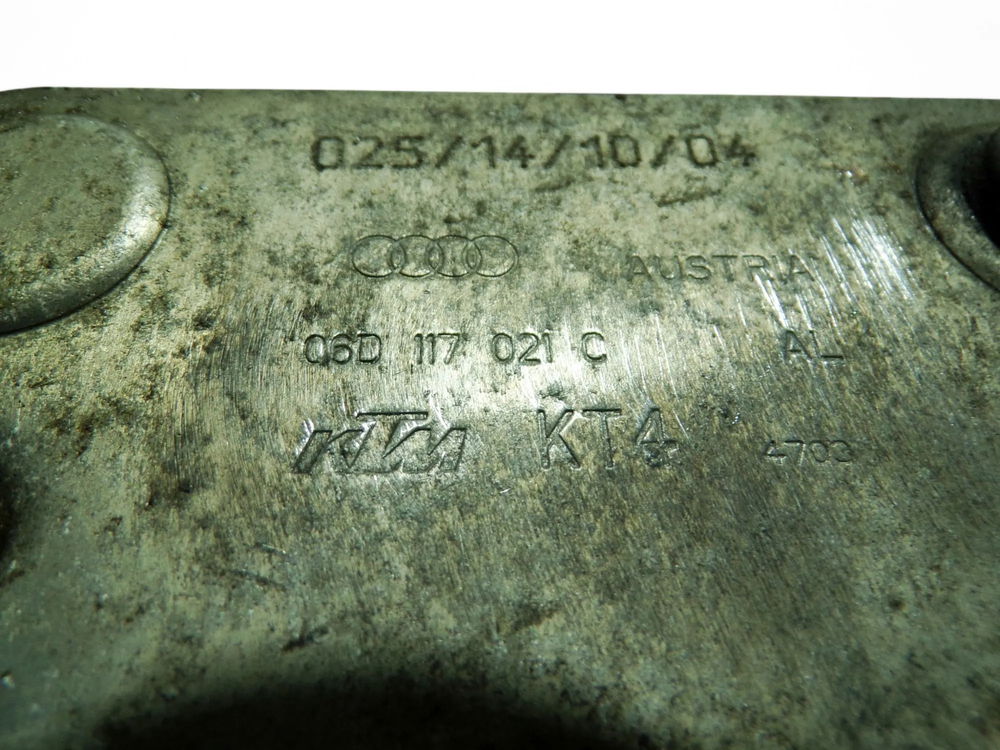 025/14/10/04
AUSTRIA
06D 117 021 C AL
KTM KT4 4703